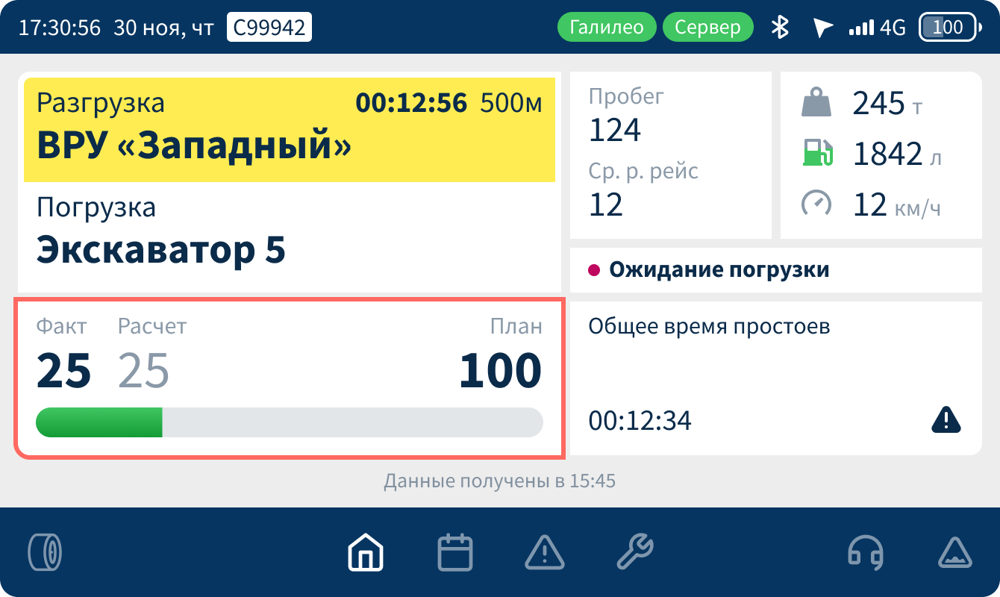 17:30:56 30 ноя, чт С99942 Галилео Сервер 4G 100
Разгрузка 00:12:56 500м
ВРУ «Западный»
Погрузка
Экскаватор 5
Пробег
124
Ср. р. рейс
12
245 т
1842 л
12 км/ч
Ожидание погрузки
Факт Расчет План
25 25 100
Общее время простоев
00:12:34
Данные получены в 15:45